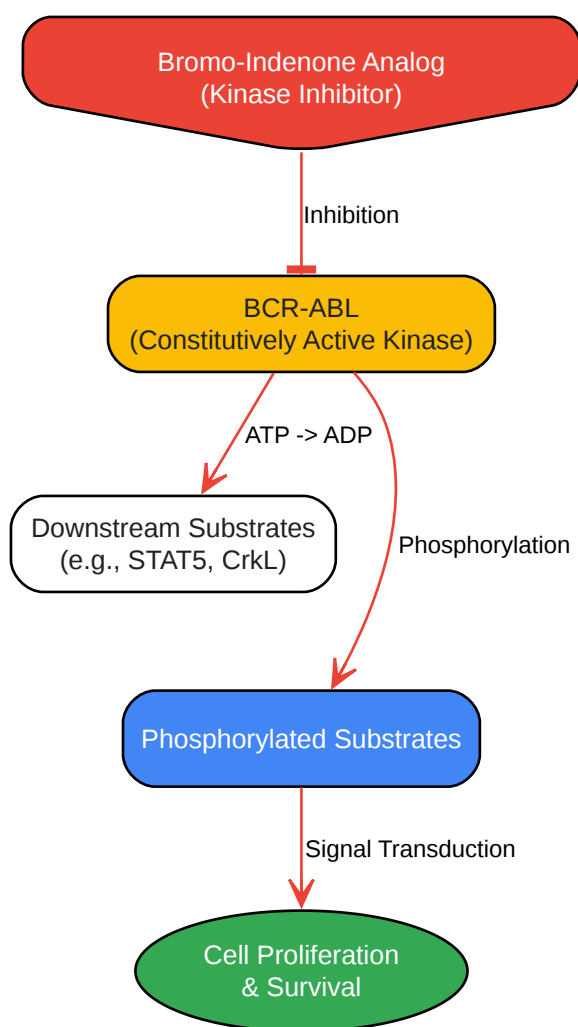 Bromo-Indenone Analog
(Kinase Inhibitor)
Inhibition
BCR-ABL
(Constitutively Active Kinase)
ATP -> ADP
Downstream Substrates
(e.g., STAT5, CrkL)
Phosphorylation
Phosphorylated Substrates
Signal Transduction
Cell Proliferation
& Survival